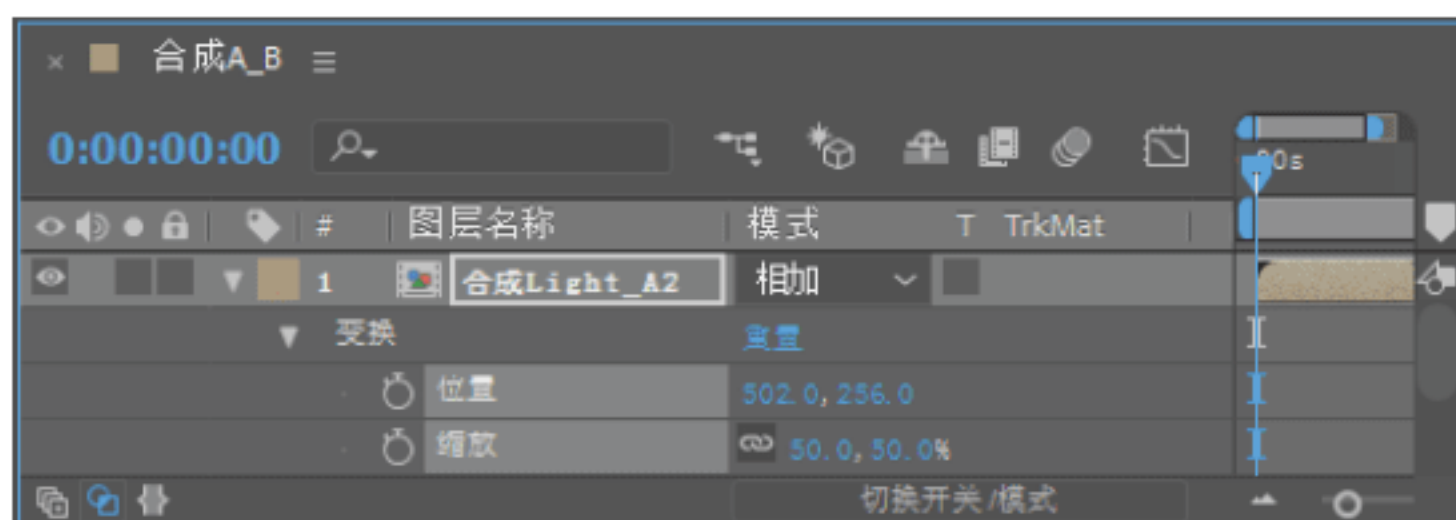 合成A_B
0:00:00:00
00s
# 图层名称 模式 T TrkMat
1 合成Light_A2 相加
变换 重置
位置 502.0, 256.0
缩放 50.0, 50.0%
切换开关/模式